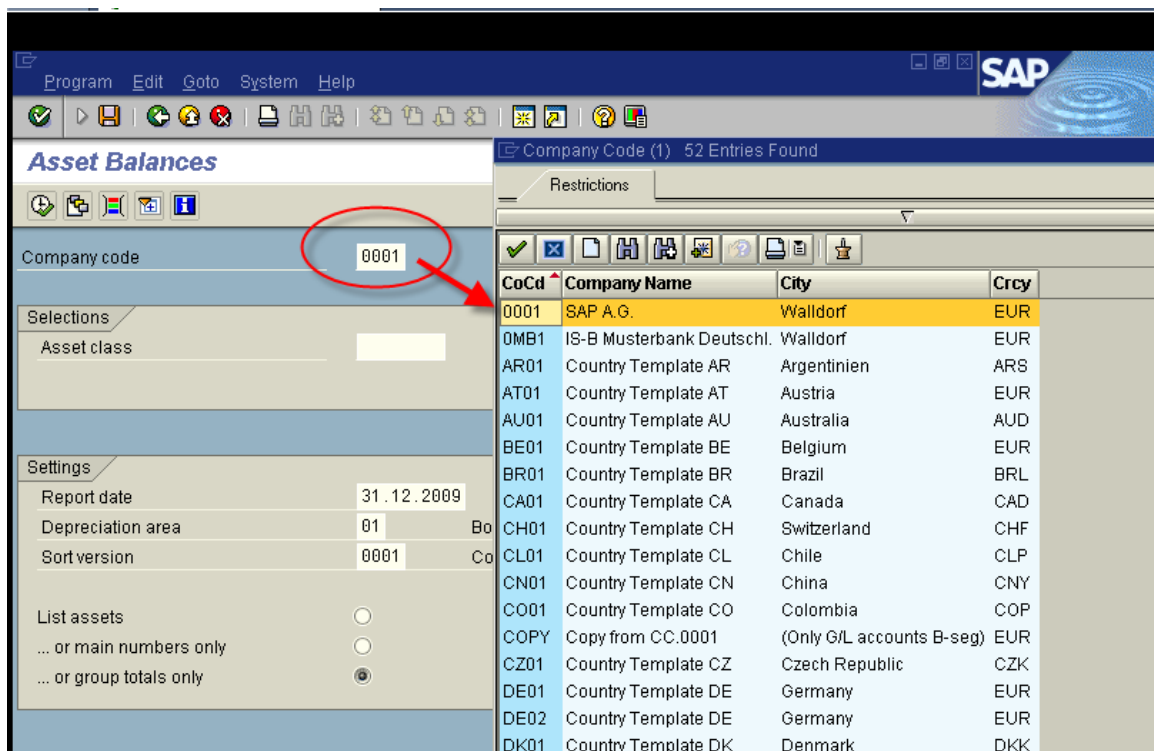 Program Edit Goto System Help
SAP
Asset Balances
Company code 0001
Selections
Asset class
Settings
Report date 31.12.2009
Depreciation area 01 Bo
Sort version 0001 Co
List assets
... or main numbers only
... or group totals only
Company Code (1) 52 Entries Found
Restrictions
CoCd Company Name City Crcy
0001 SAP A.G. Walldorf EUR
0MB1 IS-B Musterbank Deutschl. Walldorf EUR
AR01 Country Template AR Argentinien ARS
AT01 Country Template AT Austria EUR
AU01 Country Template AU Australia AUD
BE01 Country Template BE Belgium EUR
BR01 Country Template BR Brazil BRL
CA01 Country Template CA Canada CAD
CH01 Country Template CH Switzerland CHF
CL01 Country Template CL Chile CLP
CN01 Country Template CN China CNY
CO01 Country Template CO Colombia COP
COPY Copy from CC.0001 (Only G/L accounts B-seg) EUR
CZ01 Country Template CZ Czech Republic CZK
DE01 Country Template DE Germany EUR
DE02 Country Template DE Germany EUR
DK01 Country Template DK Denmark DKK